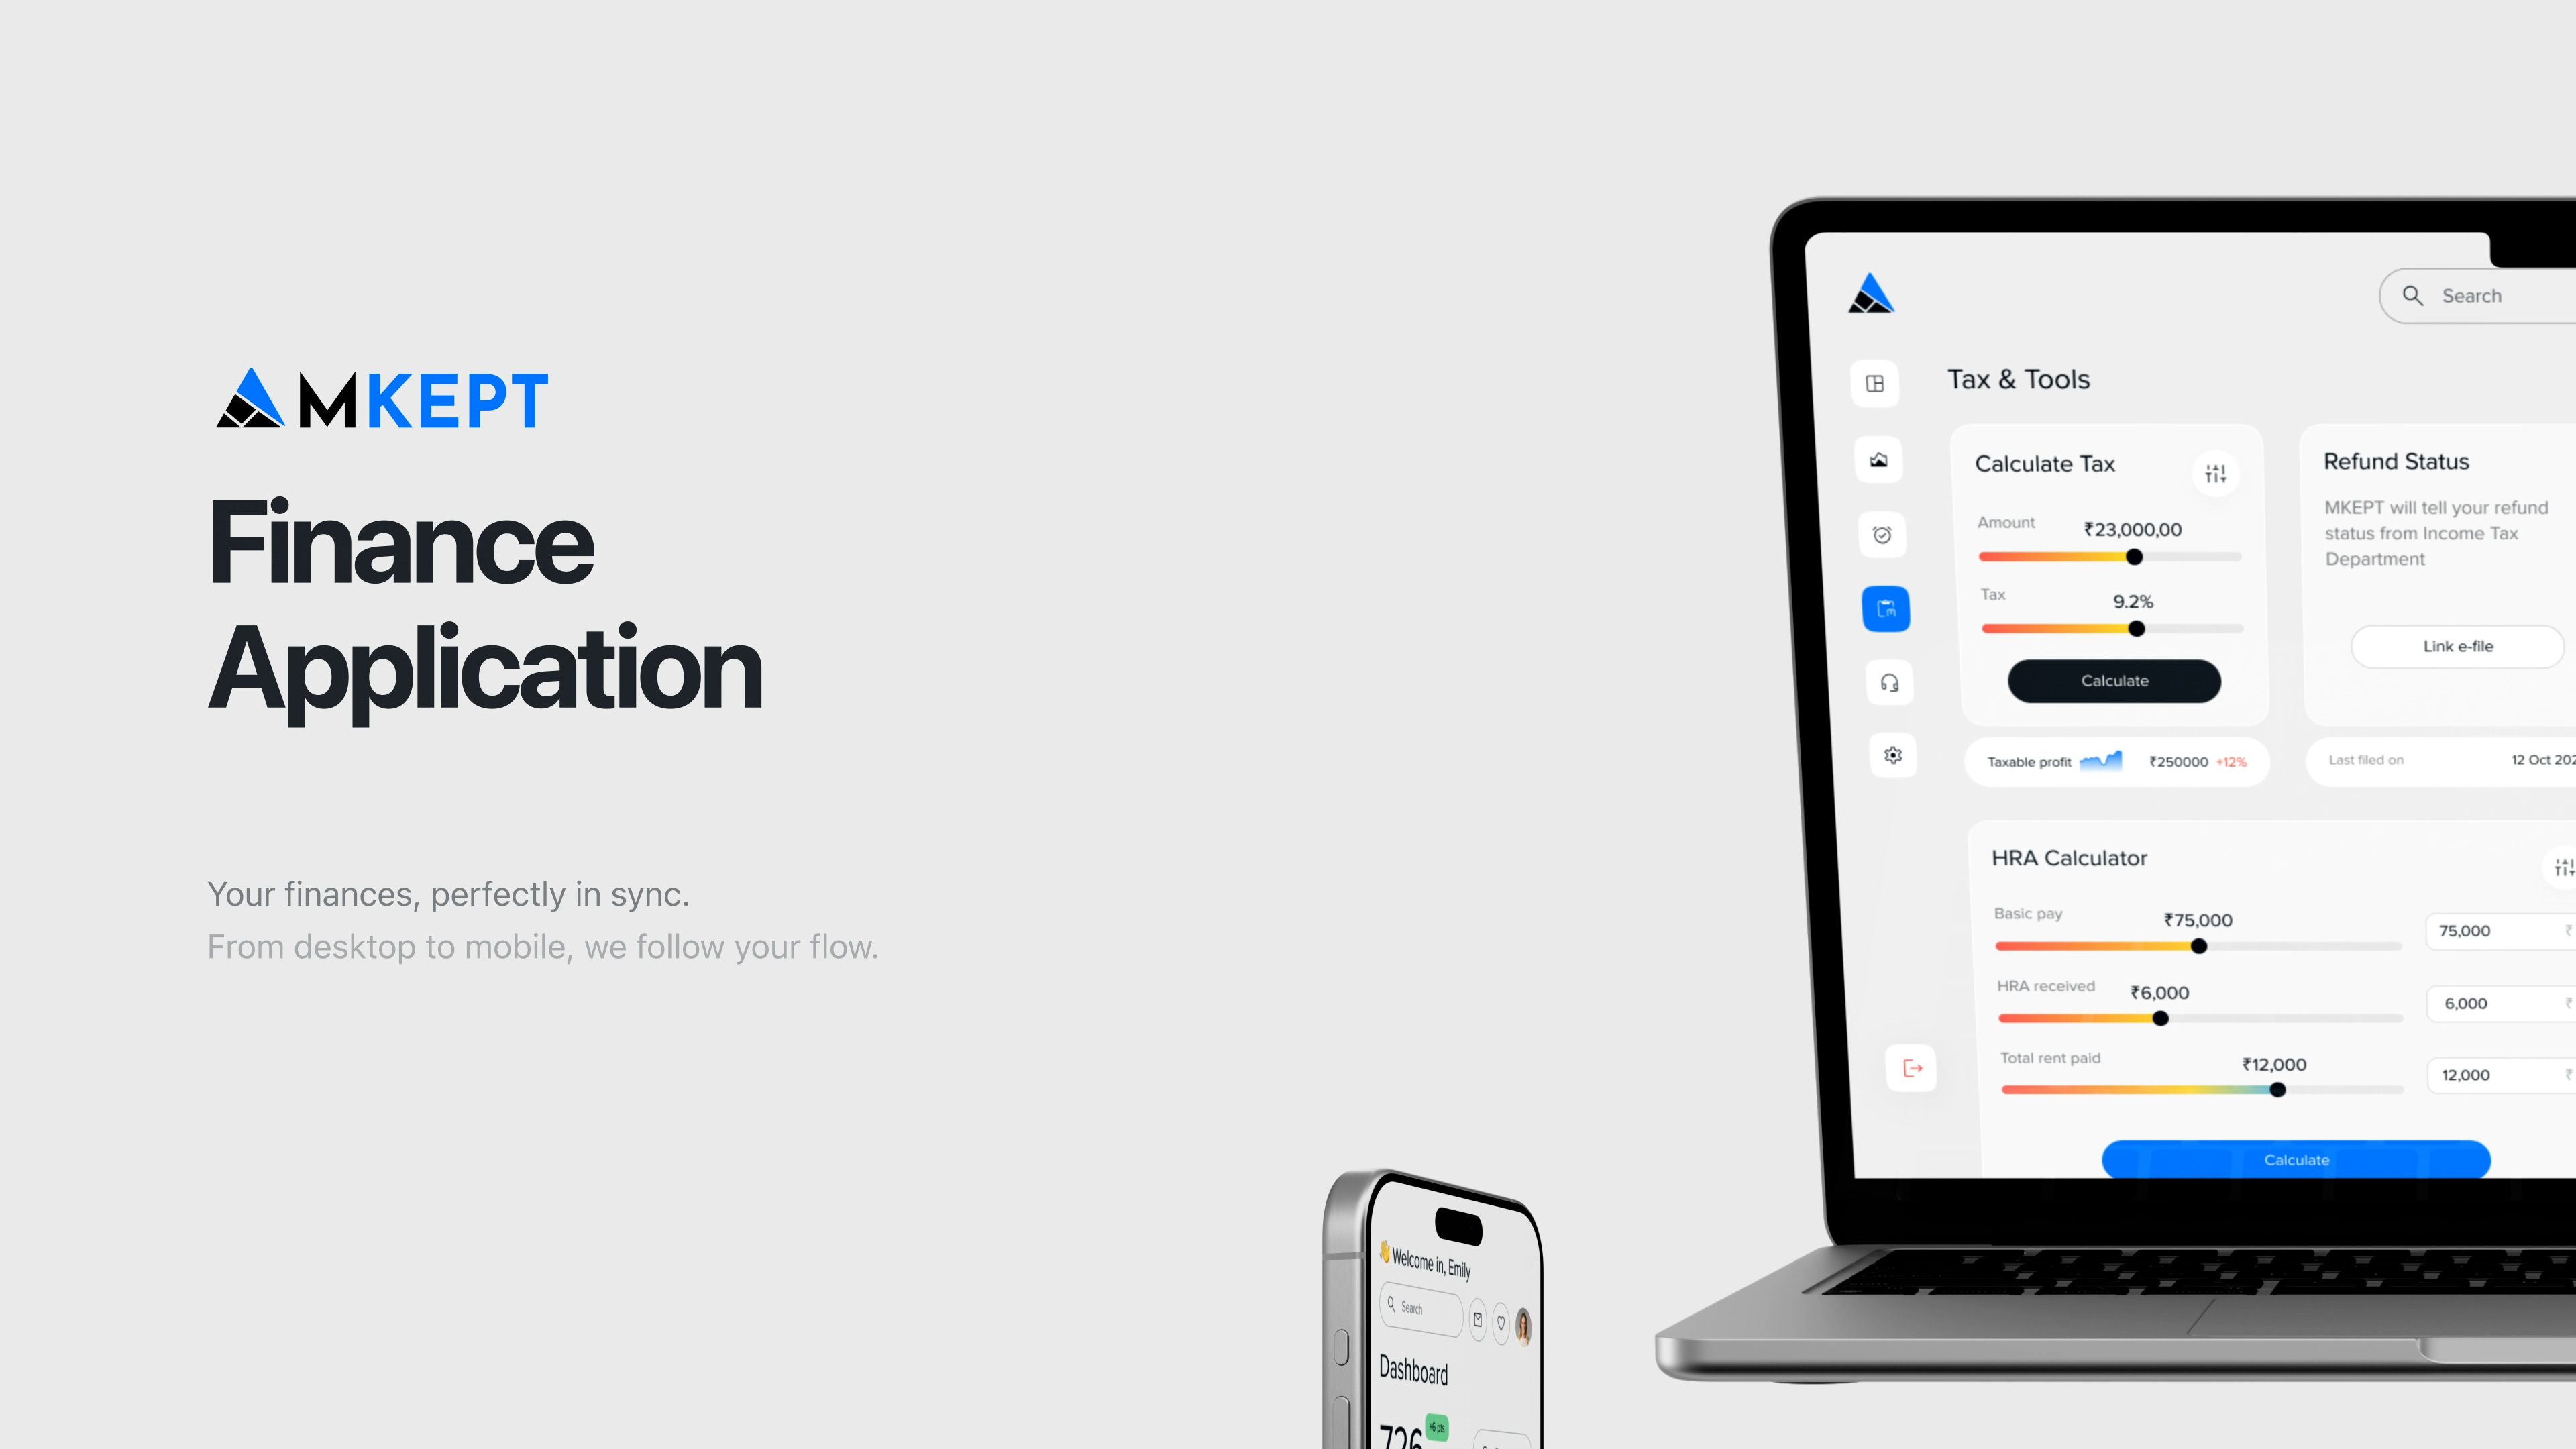 MKEPT
Finance
Application
Your finances, perfectly in sync.
From desktop to mobile, we follow your flow.
Search
Tax & Tools
Calculate Tax
Amount
₹23,000,00
Tax
9.2%
Calculate
Taxable profit
₹250000 +12%
Refund Status
MKEPT will tell your refund
status from Income Tax
Department
Link e-file
Last filed on
12 Oct 202
HRA Calculator
Basic pay
₹75,000
75,000 ₹
HRA received
₹6,000
6,000 ₹
Total rent paid
₹12,000
12,000 ₹
Calculate
👋 Welcome in, Emily
Search
Dashboard
726
+6 pts